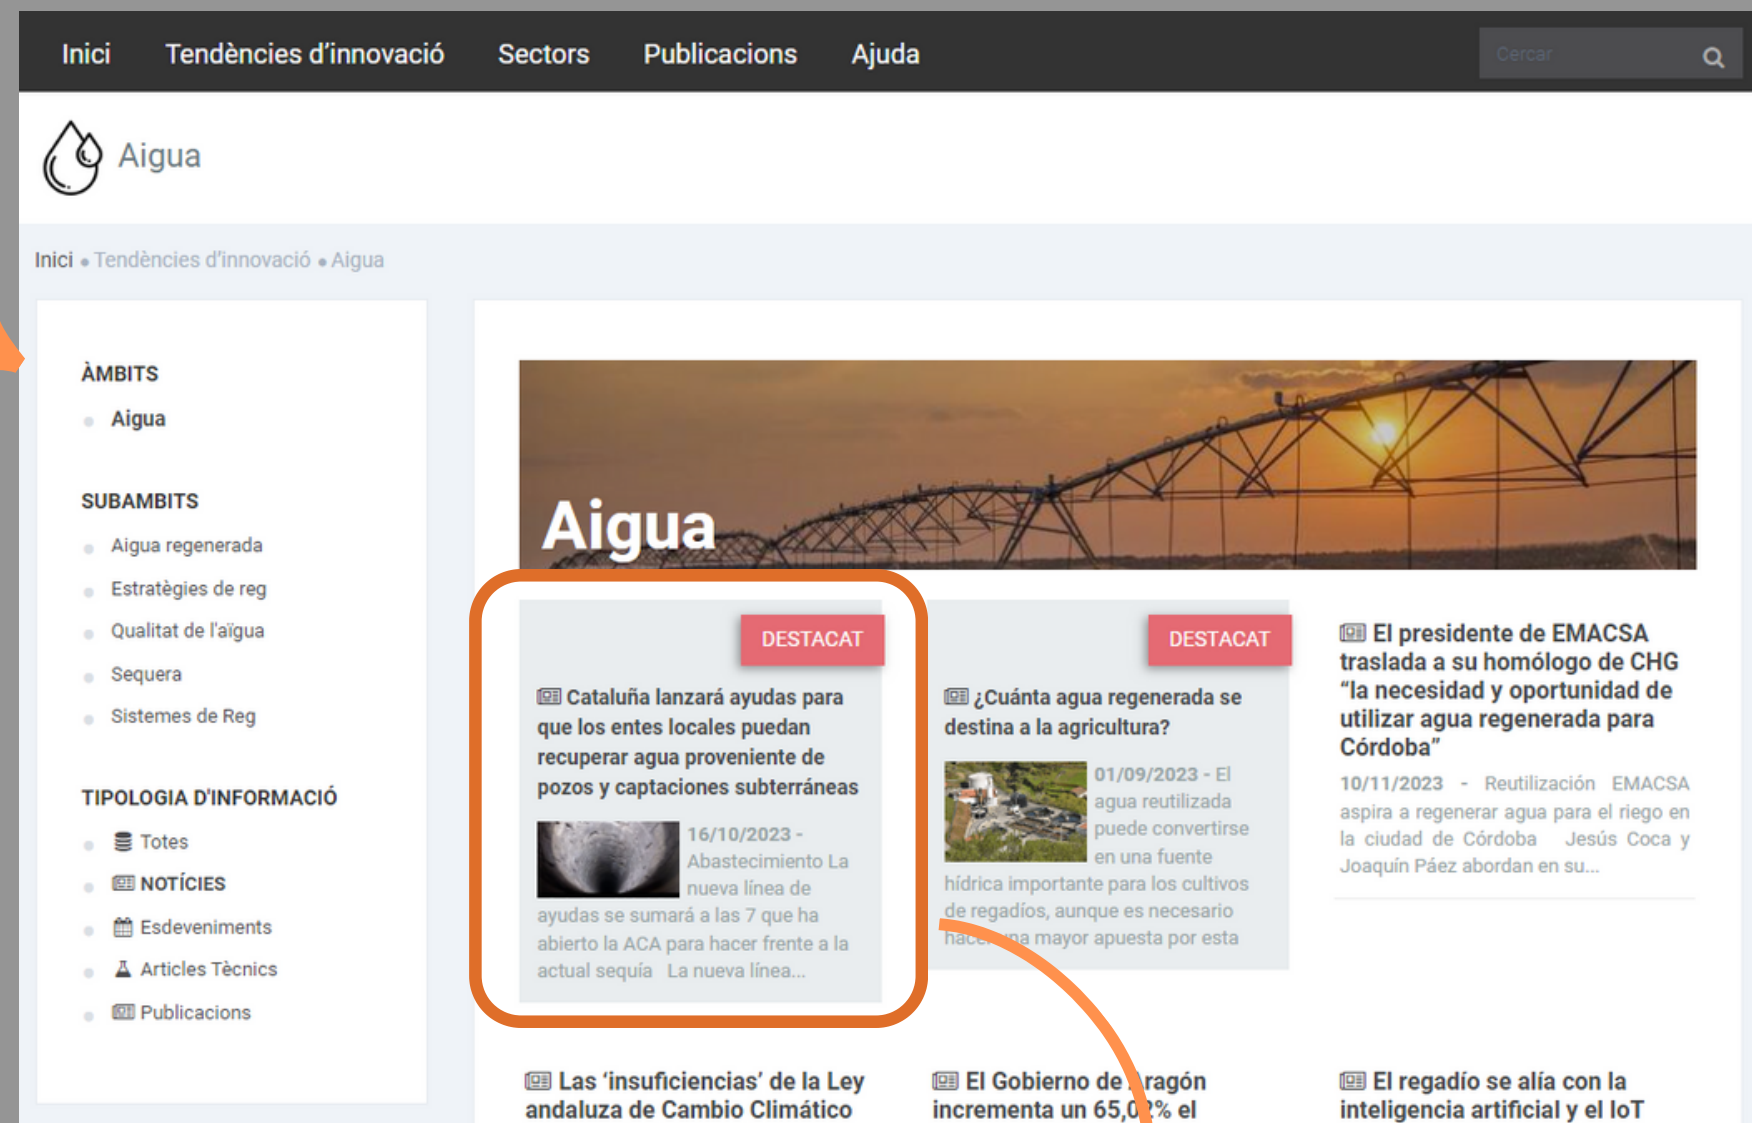 Inici Tendències d'innovació Sectors Publicacions Ajuda Cercar
Aigua
Inici • Tendències d'innovació • Aigua
ÀMBITS
Aigua
SUBAMBITS
Aigua regenerada
Estratègies de reg
Qualitat de l'aïgua
Sequera
Sistemes de Reg
TIPOLOGIA D'INFORMACIÓ
Totes
NOTÍCIES
Esdeveniments
Articles Tècnics
Publicacions
Aigua
DESTACAT
Cataluña lanzará ayudas para
que los entes locales puedan
recuperar agua proveniente de
pozos y captaciones subterráneas
16/10/2023 -
Abastecimiento La
nueva línea de
ayudas se sumará a las 7 que ha
abierto la ACA para hacer frente a la
actual sequía La nueva línea...
DESTACAT
¿Cuánta agua regenerada se
destina a la agricultura?
01/09/2023 - El
agua reutilizada
puede convertirse
en una fuente
hídrica importante para los cultivos
de regadíos, aunque es necesario
hacer una mayor apuesta por esta
El presidente de EMACSA
traslada a su homólogo de CHG
“la necesidad y oportunidad de
utilizar agua regenerada para
Córdoba”
10/11/2023 - Reutilización EMACSA
aspira a regenerar agua para el riego en
la ciudad de Córdoba Jesús Coca y
Joaquín Páez abordan en su...
Las ‘insuficiencias’ de la Ley
andaluza de Cambio Climático
El Gobierno de Aragón
incrementa un 65,02% el
El regadío se alía con la
inteligencia artificial y el IoT